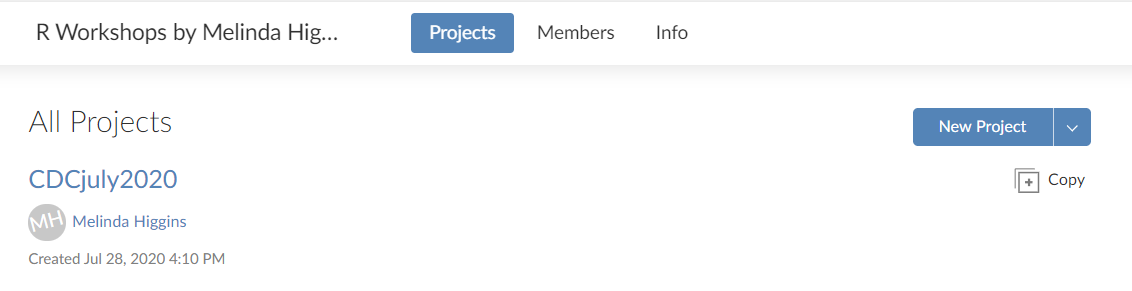 R Workshops by Melinda Hig... Projects Members Info
All Projects
New Project
CDCjuly2020
Copy
MH Melinda Higgins
Created Jul 28, 2020 4:10 PM